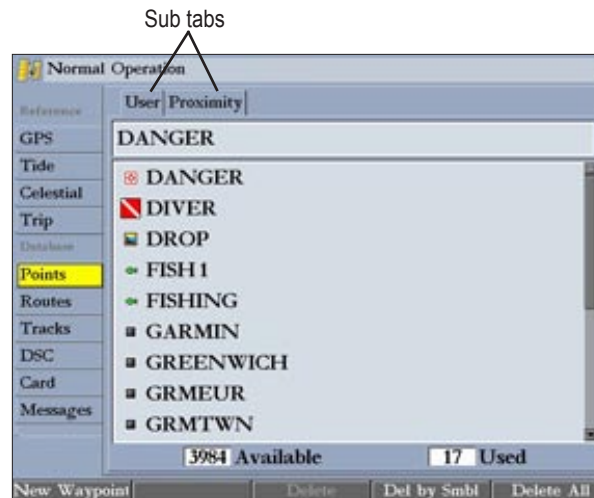 Sub tabs
Normal Operation
Reference
User Proximity
GPS
DANGER
Tide
Celestial
Trip
Database
Points
Routes
Tracks
DSC
Card
Messages
DANGER
DIVER
DROP
FISH 1
FISHING
GARMIN
GREENWICH
GRMEUR
GRMTWN
3984 Available
17 Used
New Waypoint Delete Del by Smbl Delete All